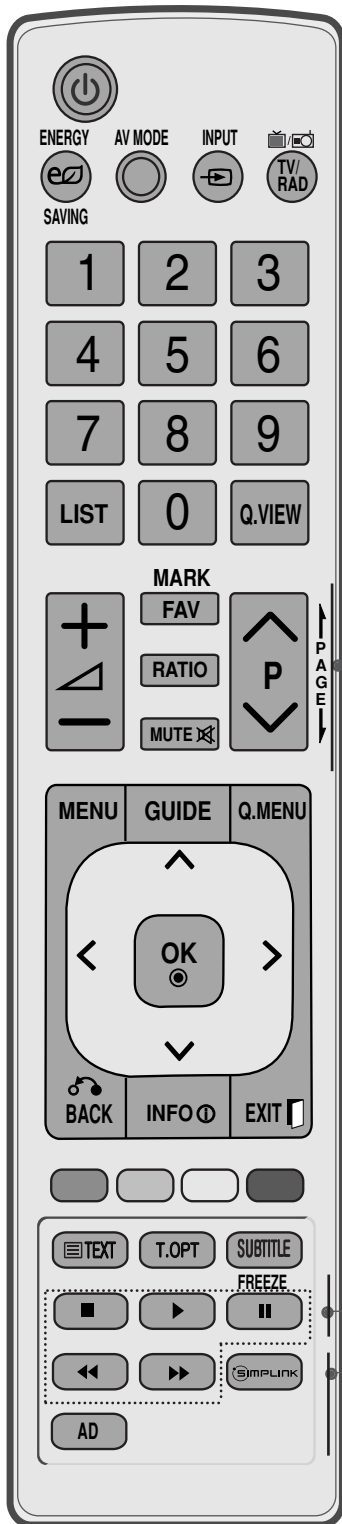 ENERGY AV MODE INPUT
TV/
RAD
SAVING
1 2 3
4 5 6
7 8 9
LIST 0 Q.VIEW
MARK
FAV
RATIO
P
PAGE
MUTE
MENU GUIDE Q.MENU
OK
BACK INFO EXIT
TEXT T.OPT SUBTITLE
FREEZE
SIMPLINK
AD